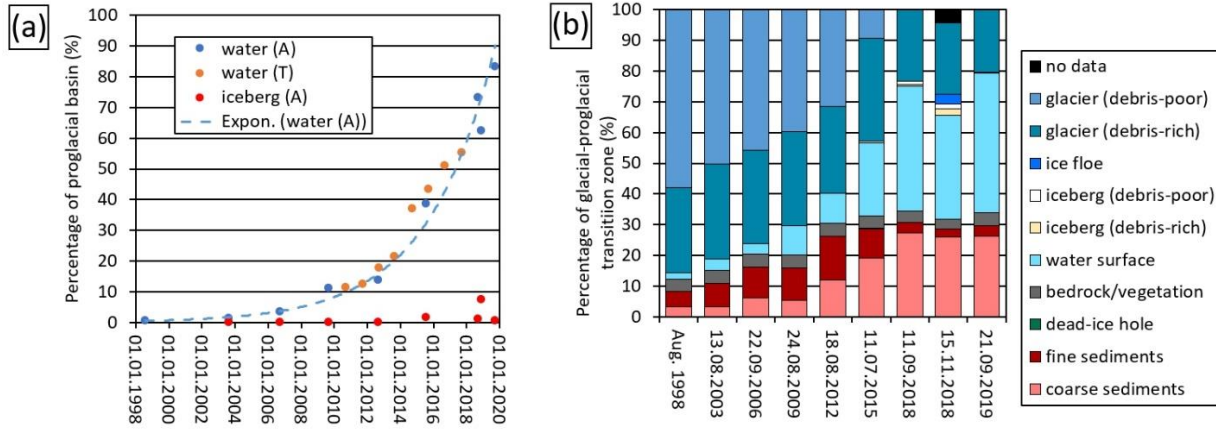 (a)
Percentage of proglacial basin (%)
100
90
80
70
60
50
40
30
20
10
0
water (A)
water (T)
iceberg (A)
Expon. (water (A))
01.01.1998
01.01.2000
01.01.2002
01.01.2004
01.01.2006
01.01.2008
01.01.2010
01.01.2012
01.01.2014
01.01.2016
01.01.2018
01.01.2020
(b)
Percentage of glacial-proglacial
transitiion zone (%)
100
90
80
70
60
50
40
30
20
10
0
Aug. 1998
13.08.2003
22.09.2006
24.08.2009
18.08.2012
11.07.2015
11.09.2018
15.11.2018
21.09.2019
no data
glacier (debris-poor)
glacier (debris-rich)
ice floe
iceberg (debris-poor)
iceberg (debris-rich)
water surface
bedrock/vegetation
dead-ice hole
fine sediments
coarse sediments